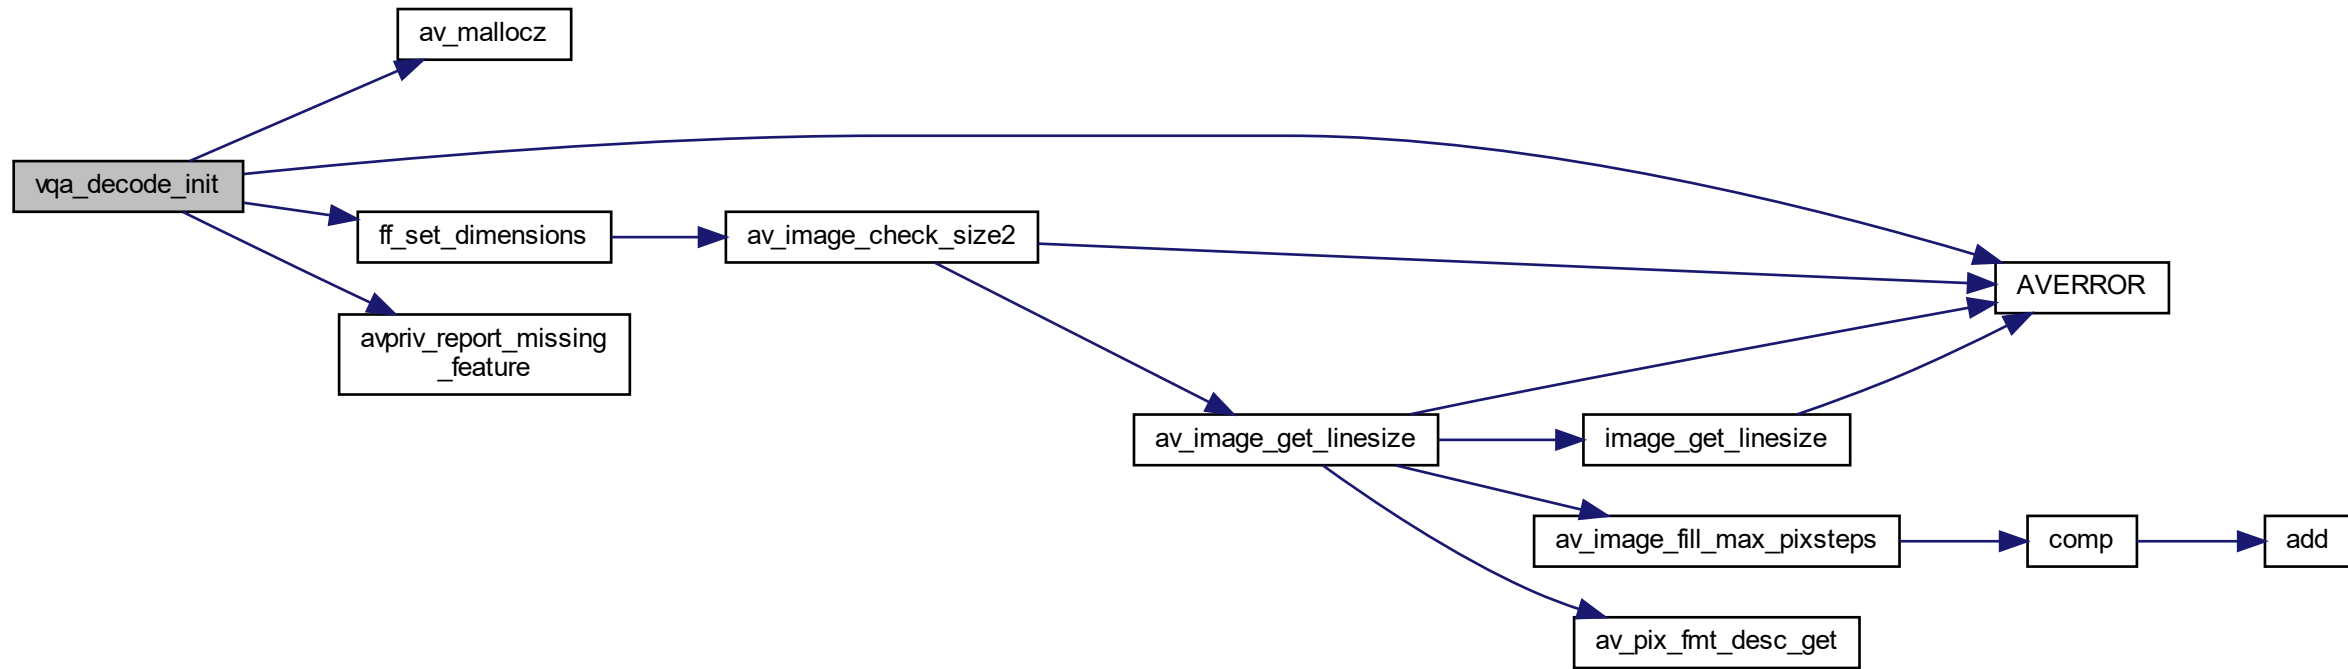 av_mallocz
vqa_decode_init
ff_set_dimensions
av_image_check_size2
AVERROR
avpriv_report_missing
_feature
av_image_get_linesize
image_get_linesize
av_image_fill_max_pixsteps
comp
add
av_pix_fmt_desc_get